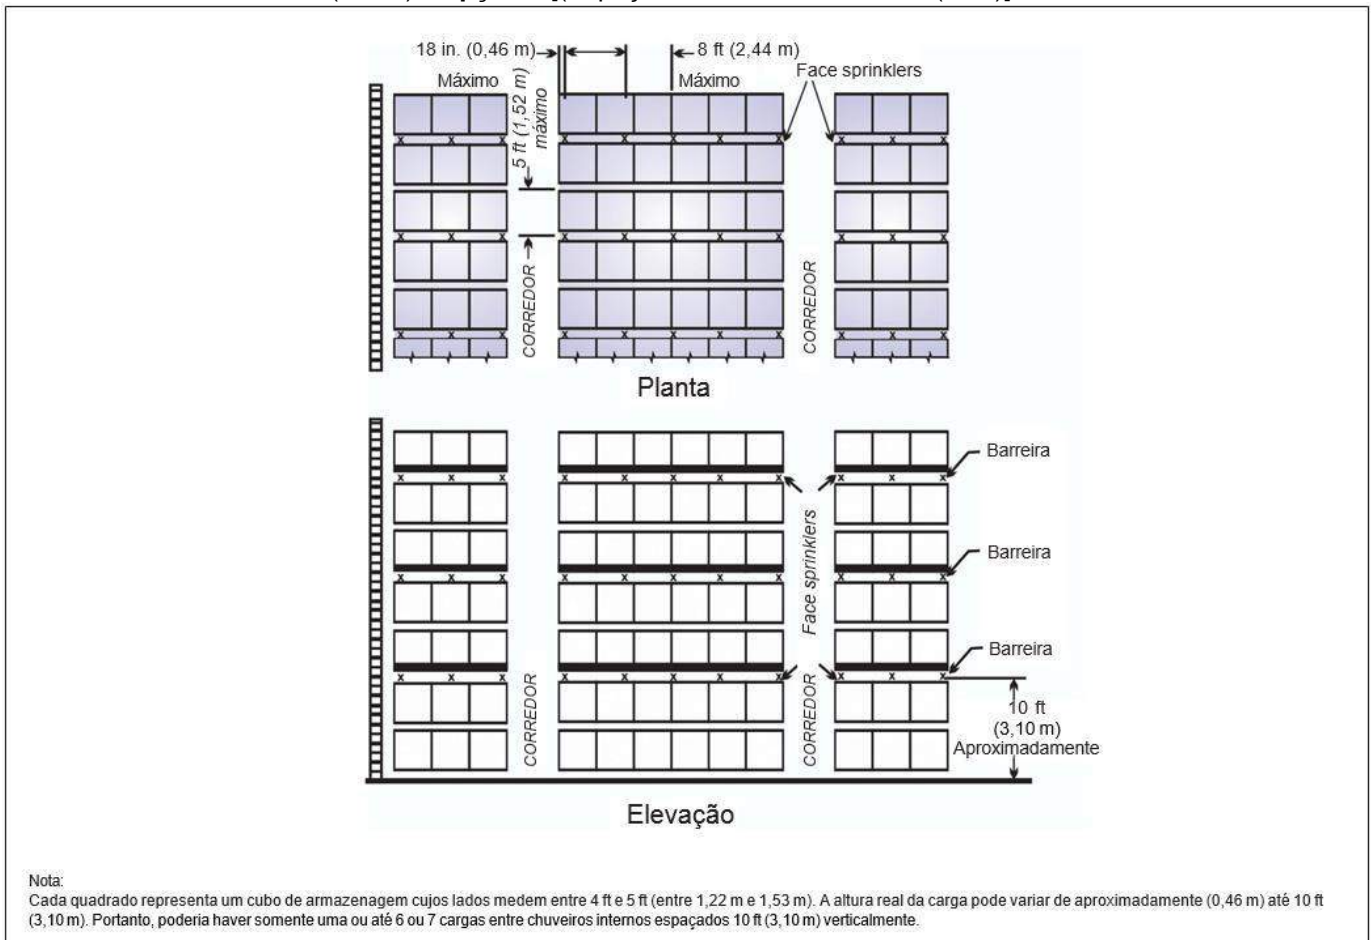 18 in. (0,46 m)
8 ft (2,44 m)
Máximo
Máximo
Face sprinklers
5 ft (1,52 m)
máximo
CORREDOR
CORREDOR
Planta
Barreira
Face sprinklers
Barreira
Barreira
CORREDOR
CORREDOR
10 ft
(3,10 m)
Aproximadamente
Elevação
Nota:
Cada quadrado representa um cubo de armazenagem cujos lados medem entre 4 ft e 5 ft (entre 1,22 m e 1,53 m). A altura real da carga pode variar de aproximadamente (0,46 m) até 10 ft
(3,10 m). Portanto, poderia haver somente uma ou até 6 ou 7 cargas entre chuveiros internos espaçados 10 ft (3,10 m) verticalmente.